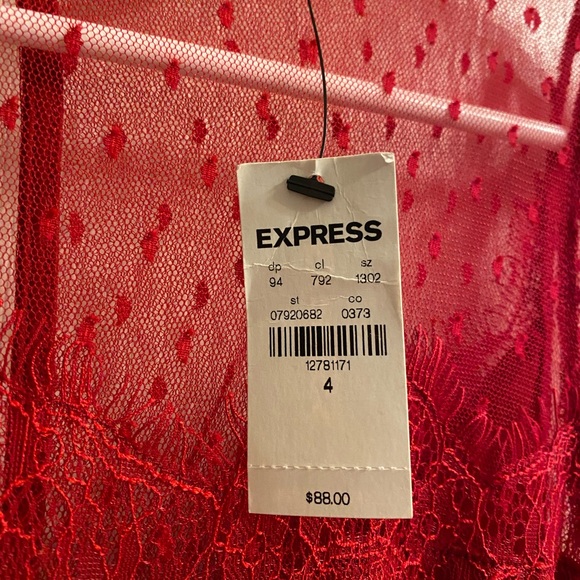 EXPRESS
dp cl sz
94 792 1302
st co
07920682 0373
12781171
4
$88.00